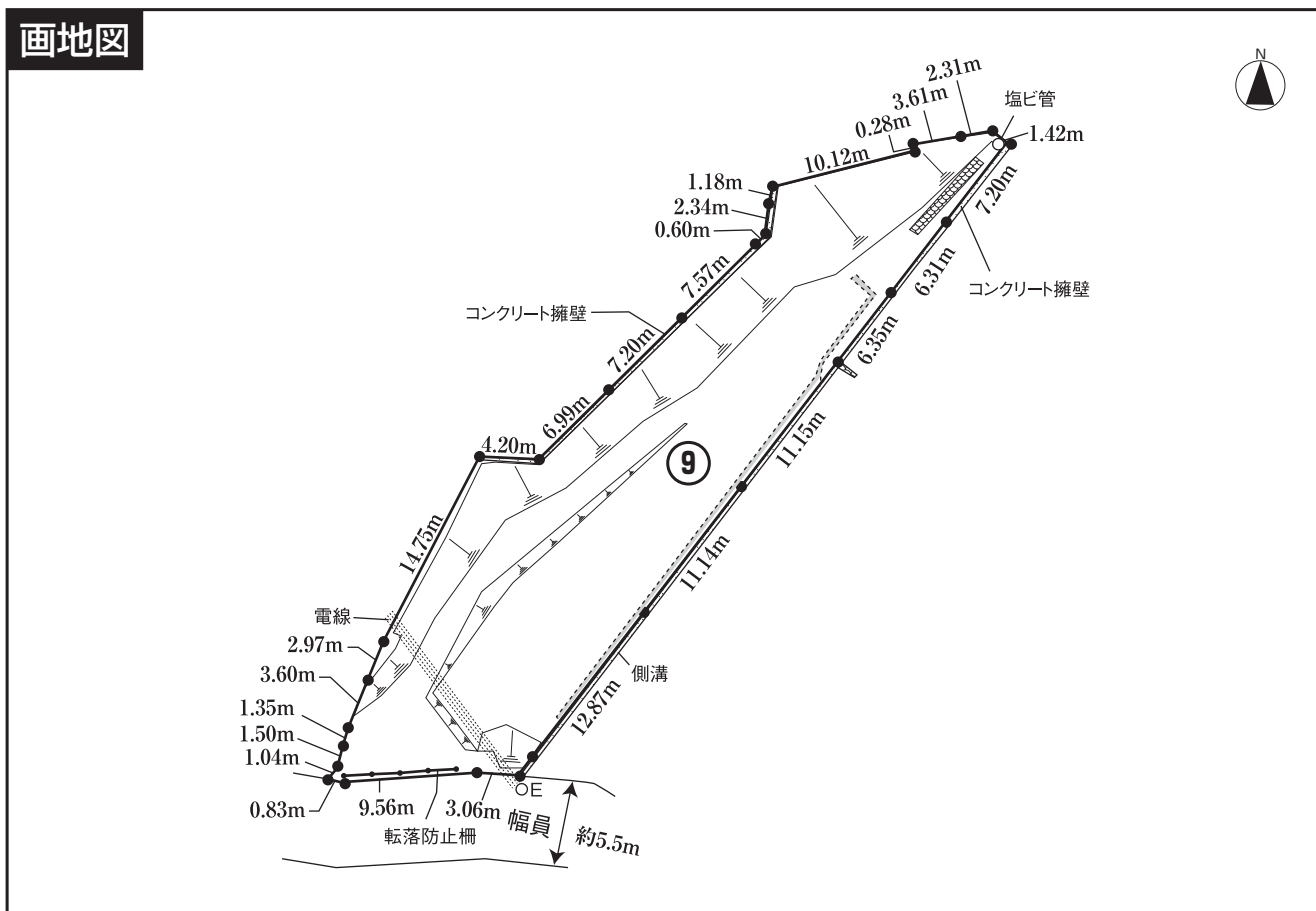 画地図
N
2.31m
3.61m
塩ビ管
0.28m
1.42m
10.12m
1.18m
7.20m
2.34m
0.60m
7.57m
6.31m
コンクリート擁壁
コンクリート擁壁
7.20m
6.35m
6.99m
4.20m
9
11.15m
14.75m
11.14m
電線
2.97m
側溝
3.60m
12.87m
1.35m
1.50m
1.04m
E
0.83m
9.56m
3.06m
幅員
約5.5m
転落防止柵